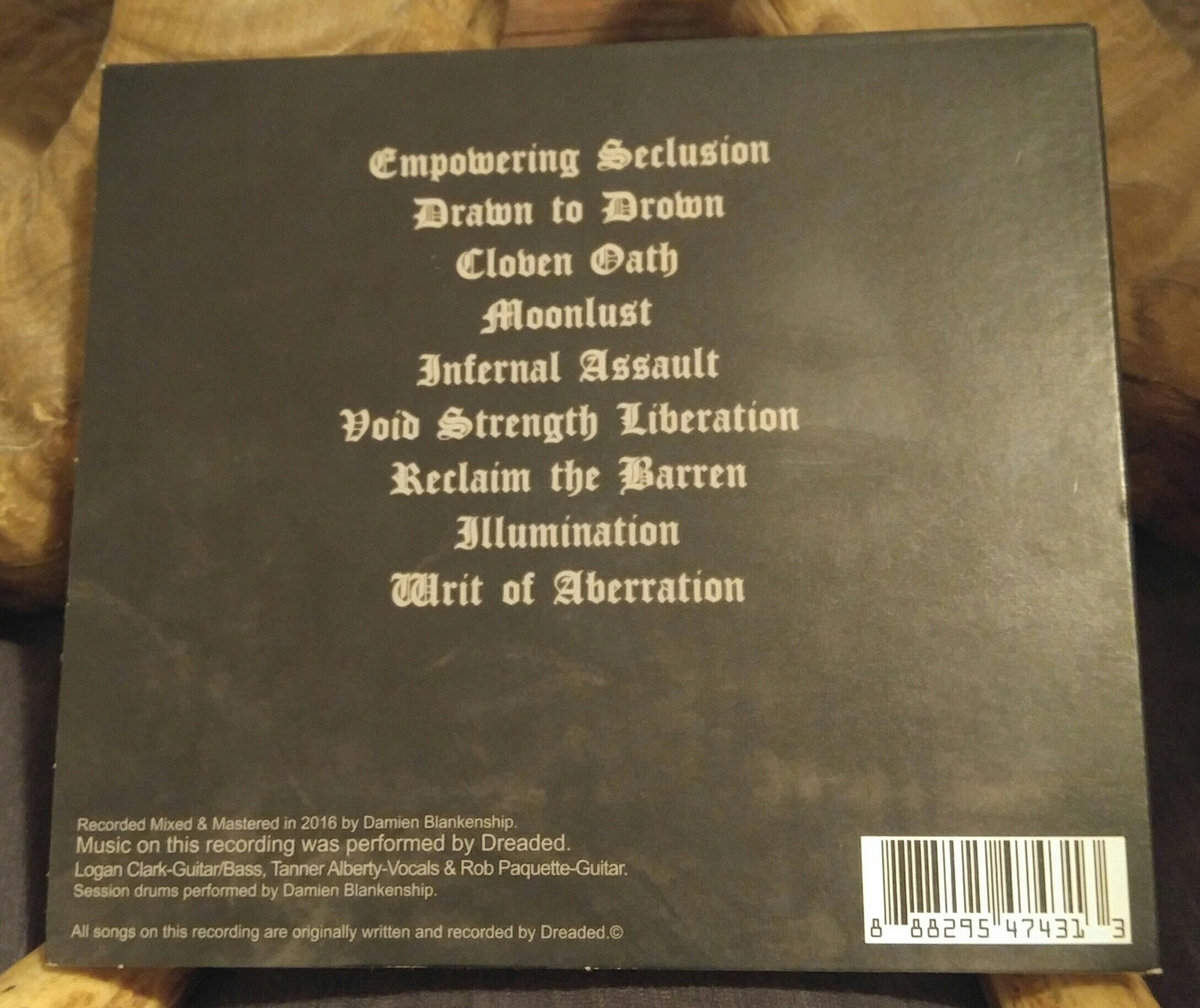 Empowering Seclusion
Drawn to Drown
Cloven Oath
Moonlust
Infernal Assault
Void Strength Liberation
Reclaim the Barren
Illumination
Writ of Aberration
Recorded Mixed & Mastered in 2016 by Damien Blankenship.
Music on this recording was performed by Dreaded.
Logan Clark-Guitar/Bass, Tanner Alberty-Vocals & Rob Paquette-Guitar.
Session drums performed by Damien Blankenship.
All songs on this recording are originally written and recorded by Dreaded.©
8 88295 47431 3